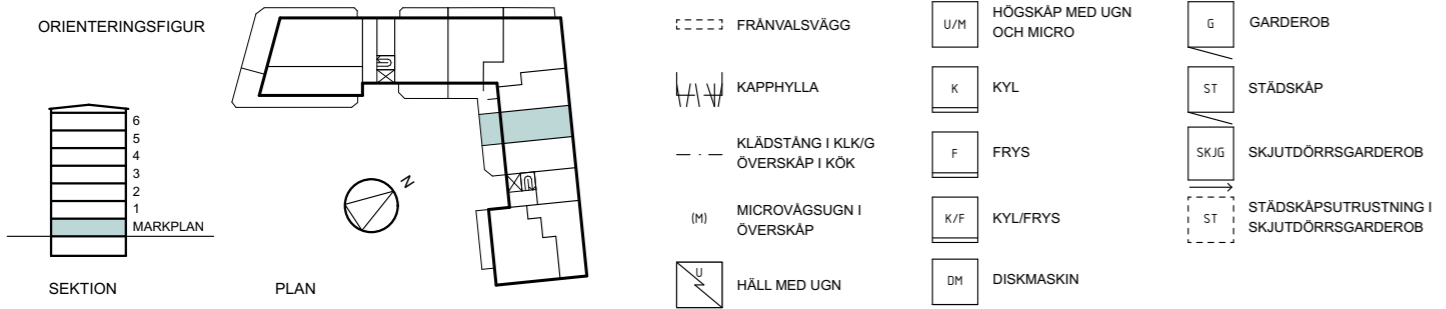 ORIENTERINGSFIGUR
6
5
4
3
2
1
MARKPLAN
SEKTION
N
PLAN
FRÅNVALSVÄGG
KAPPHYLLA
KLÄDSTÅNG I KLK/G
ÖVERSKÅP I KÖK
(M)
MICROVÅGSUGN I
ÖVERSKÅP
U
HÄLL MED UGN
U/M
HÖGSKÅP MED UGN
OCH MICRO
K
KYL
F
FRYS
K/F
KYL/FRYS
DM
DISKMASKIN
G
GARDEROB
ST
STÄDSKÅP
SKJG
SKJUTDÖRRSGARDEROB
ST
STÄDSKÅPSUTRUSTNING I
SKJUTDÖRRSGARDEROB